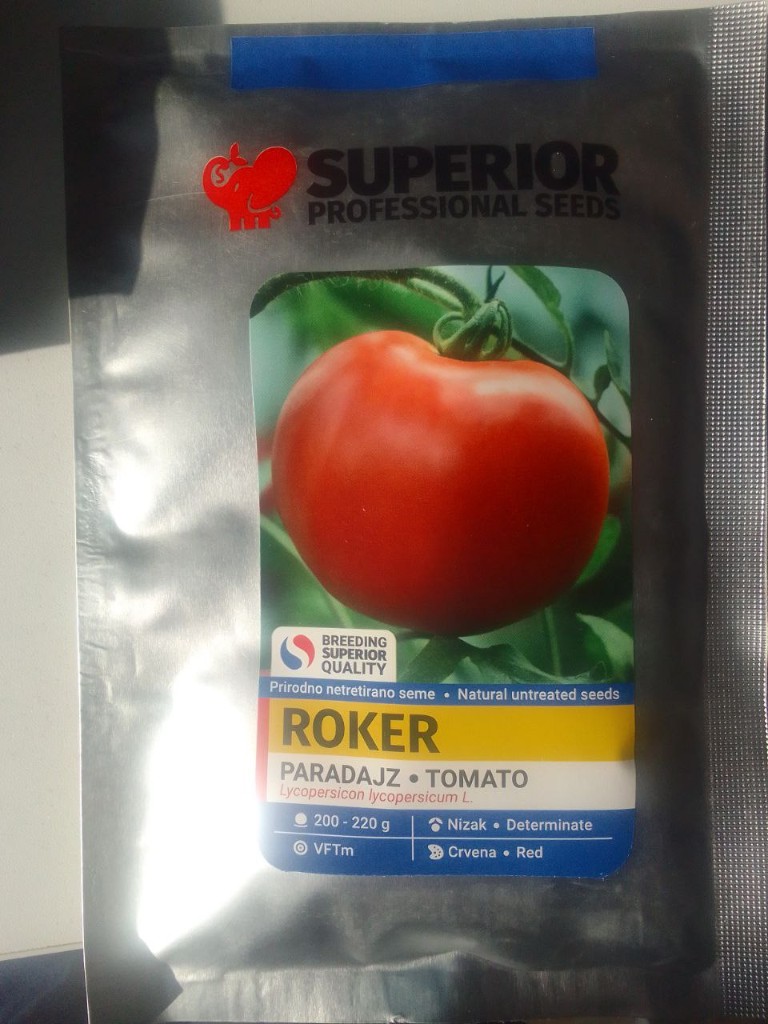 S
SUPERIOR
PROFESSIONAL SEEDS
BREEDING
SUPERIOR
QUALITY
Prirodno netretirano seme • Natural untreated seeds
ROKER
PARADAJZ • TOMATO
Lycopersicon lycopersicum L.
200 - 220 g
Nizak • Determinate
VFTm
Crvena • Red